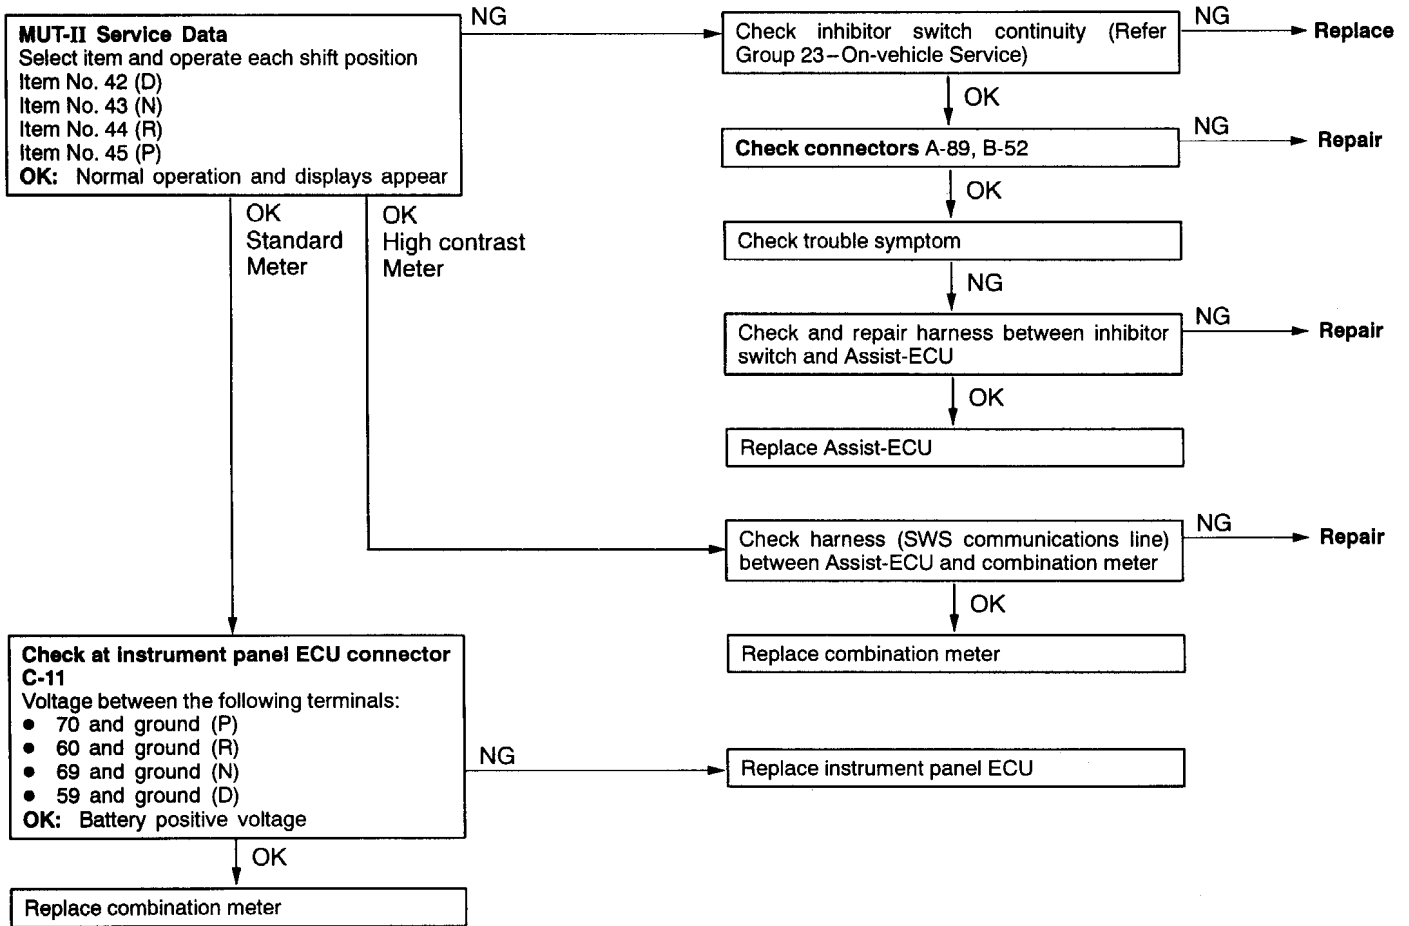 MUT-II Service Data
Select item and operate each shift position
Item No. 42 (D)
Item No. 43 (N)
Item No. 44 (R)
Item No. 45 (P)
OK: Normal operation and displays appear
NG
Check inhibitor switch continuity (Refer
Group 23–On-vehicle Service)
NG
Replace
OK
Check connectors A-89, B-52
NG
Repair
OK
Check trouble symptom
NG
Check and repair harness between inhibitor
switch and Assist-ECU
NG
Repair
OK
Replace Assist-ECU
OK
Standard
Meter
OK
High contrast
Meter
Check harness (SWS communications line)
between Assist-ECU and combination meter
NG
Repair
OK
Replace combination meter
Check at instrument panel ECU connector
C-11
Voltage between the following terminals:
● 70 and ground (P)
● 60 and ground (R)
● 69 and ground (N)
● 59 and ground (D)
OK: Battery positive voltage
NG
Replace instrument panel ECU
OK
Replace combination meter